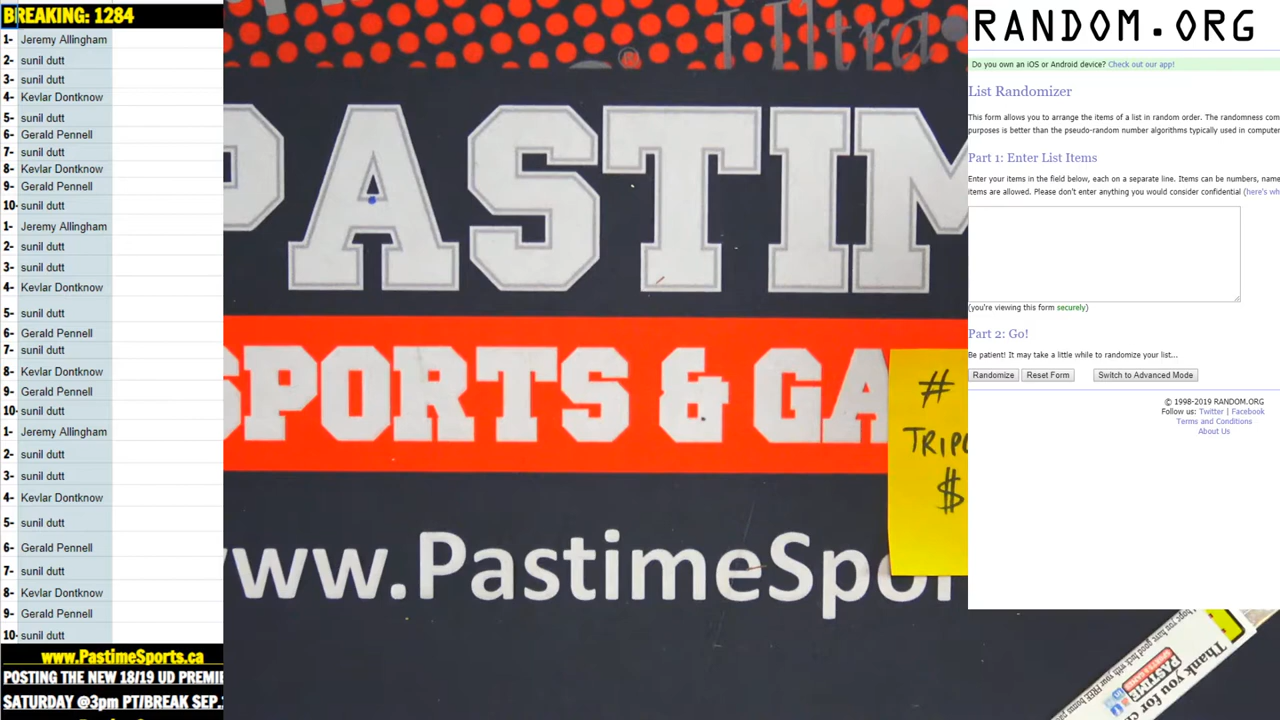 BREAKING: 1284
1- Jeremy Allingham
2- sunil dutt
3- sunil dutt
4- Kevlar Dontknow
5- sunil dutt
6- Gerald Pennell
7- sunil dutt
8- Kevlar Dontknow
9- Gerald Pennell
10- sunil dutt
1- Jeremy Allingham
2- sunil dutt
3- sunil dutt
4- Kevlar Dontknow
5- sunil dutt
6- Gerald Pennell
7- sunil dutt
8- Kevlar Dontknow
9- Gerald Pennell
10- sunil dutt
1- Jeremy Allingham
2- sunil dutt
3- sunil dutt
4- Kevlar Dontknow
5- sunil dutt
6- Gerald Pennell
7- sunil dutt
8- Kevlar Dontknow
9- Gerald Pennell
10- sunil dutt
www.PastimeSports.ca
POSTING THE NEW 18/19 UD PREMIE
SATURDAY @3pm PT/BREAK SEP.
Ultra
®
PASTIM
SPORTS & GA
www.PastimeSpo
#
TRIPO
$
RANDOM.ORG
Do you own an iOS or Android device? Check out our app!
List Randomizer
This form allows you to arrange the items of a list in random order. The randomness com
purposes is better than the pseudo-random number algorithms typically used in computer
Part 1: Enter List Items
Enter your items in the field below, each on a separate line. Items can be numbers, name
items are allowed. Please don't enter anything you would consider confidential (here's wh
(you're viewing this form securely)
Part 2: Go!
Be patient! It may take a little while to randomize your list...
Randomize Reset Form Switch to Advanced Mode
© 1998-2019 RANDOM.ORG
Follow us: Twitter | Facebook
Terms and Conditions
About Us
Thank you for
PASTIME